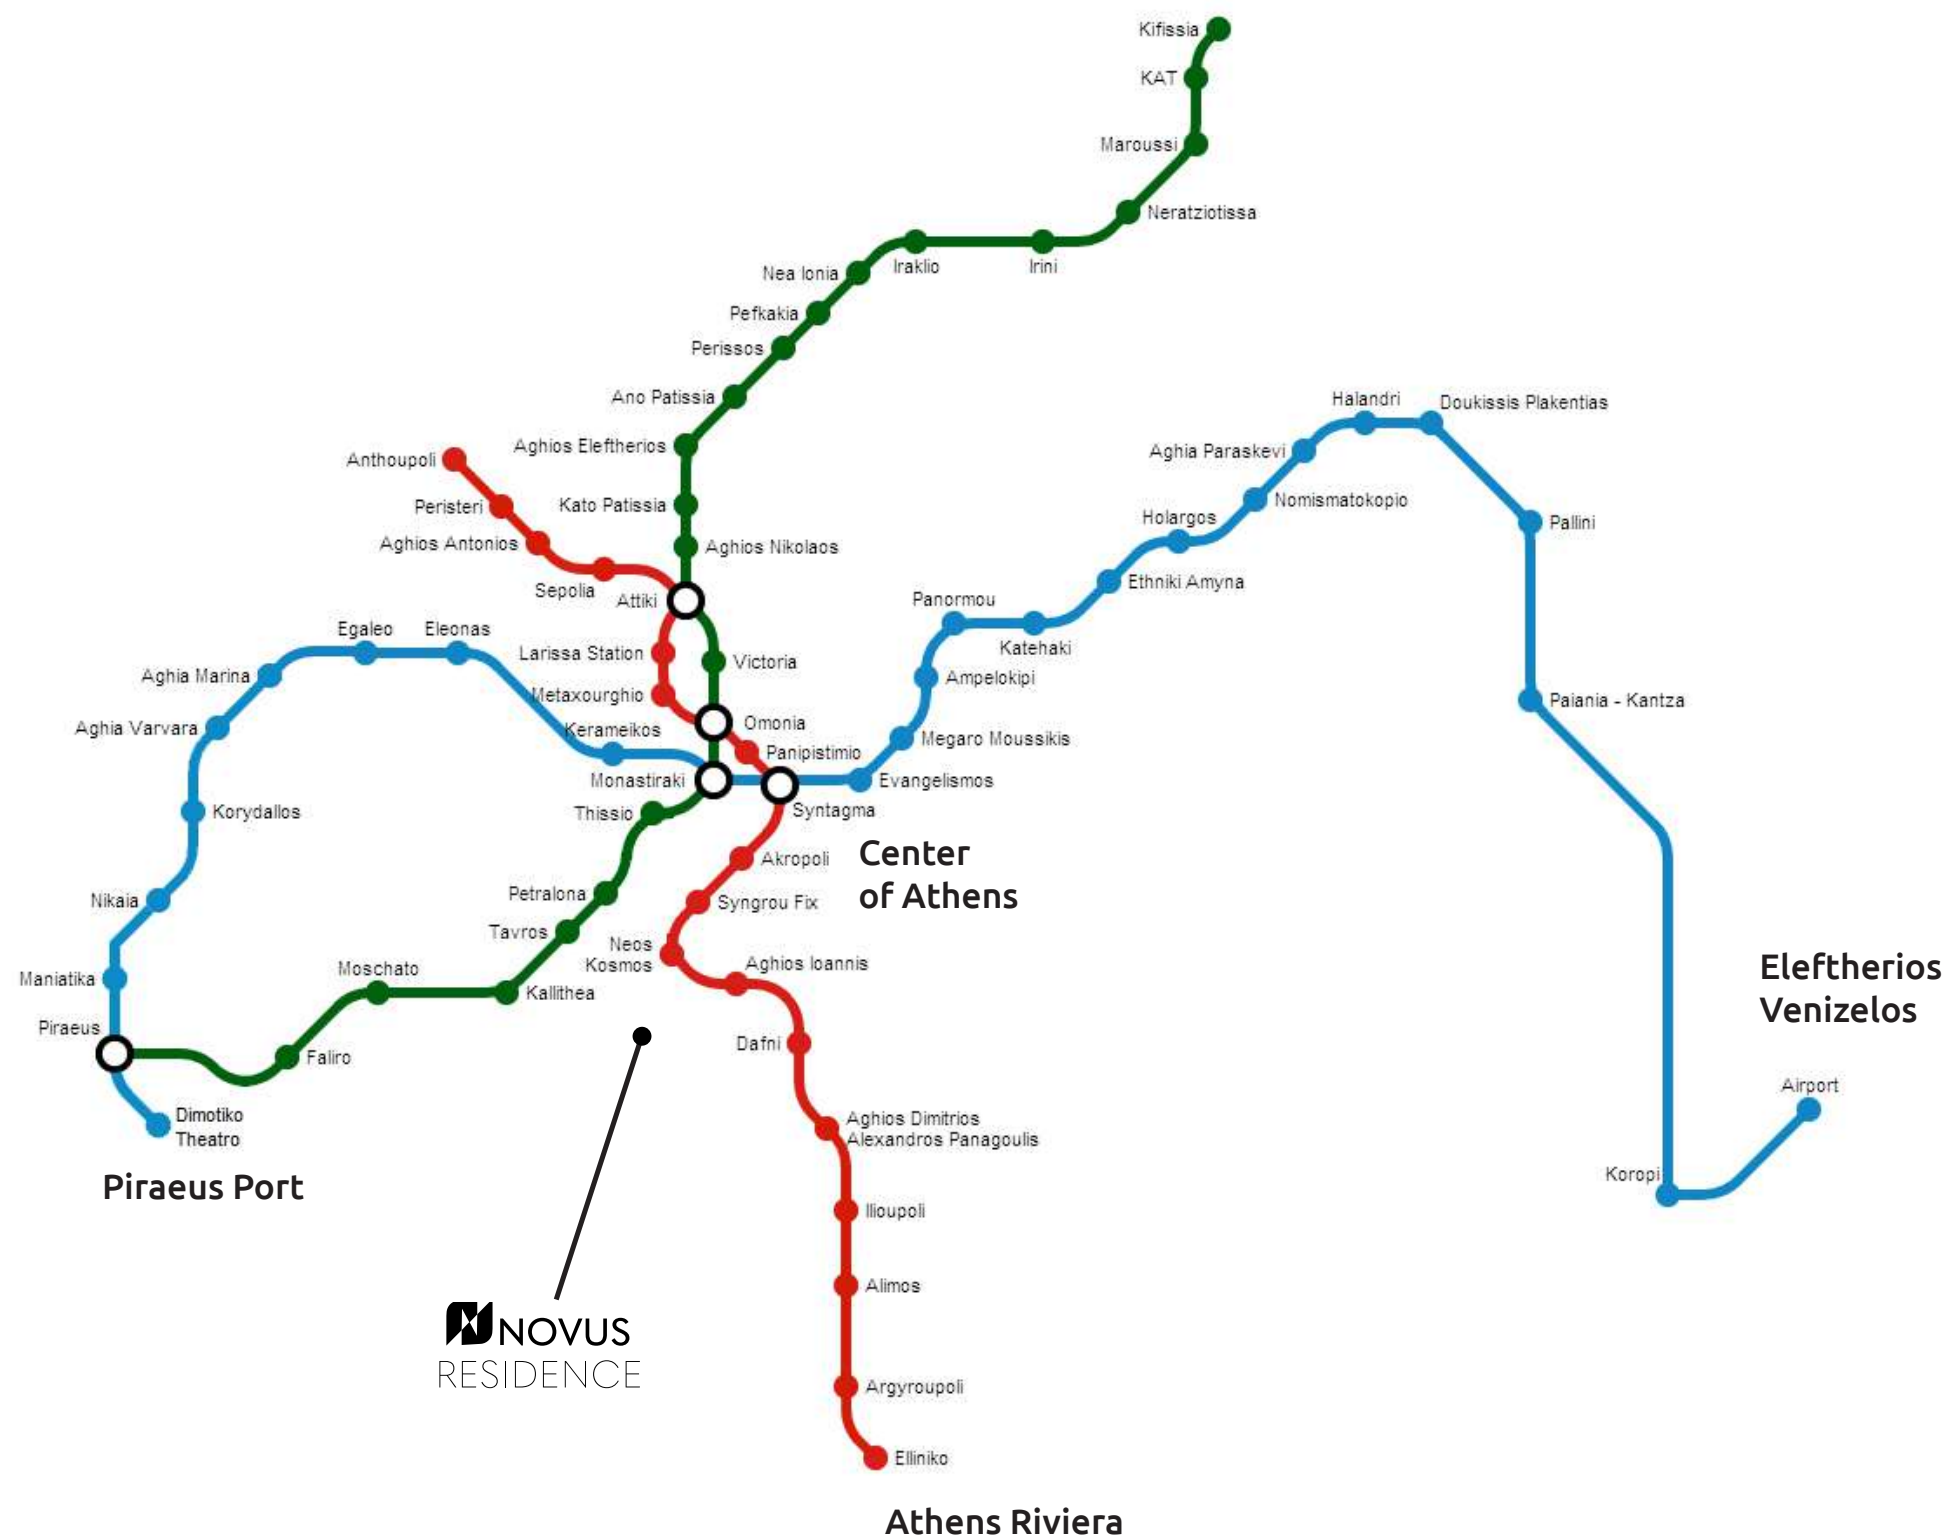 Kifissia
KAT
Maroussi
Neratziotissa
Irini
Iraklio
Nea Ionia
Pefkakia
Perissos
Ano Patissia
Aghios Eleftherios
Kato Patissia
Aghios Nikolaos
Attiki
Victoria
Omonia
Monastiraki
Thissio
Petralona
Tavros
Kallithea
Moschato
Faliro
Piraeus
Anthoupoli
Peristeri
Aghios Antonios
Sepolia
Larissa Station
Metaxourghio
Panipistimio
Syntagma
Akropoli
Syngrou Fix
Neos
Kosmos
Aghios Ioannis
Dafni
Aghios Dimitrios
Alexandros Panagoulis
Ilioupoli
Alimos
Argyroupoli
Elliniko
Dimotiko
Theatro
Maniatika
Nikaia
Korydallos
Aghia Varvara
Aghia Marina
Egaleo
Eleonas
Kerameikos
Evangelismos
Megaro Moussikis
Ampelokipi
Panormou
Katehaki
Ethniki Amyna
Holargos
Nomismatokopio
Aghia Paraskevi
Halandri
Doukissis Plakentias
Pallini
Paiania - Kantza
Koropi
Airport
Center
of Athens
Eleftherios
Venizelos
Piraeus Port
NOVUS
RESIDENCE
Athens Riviera